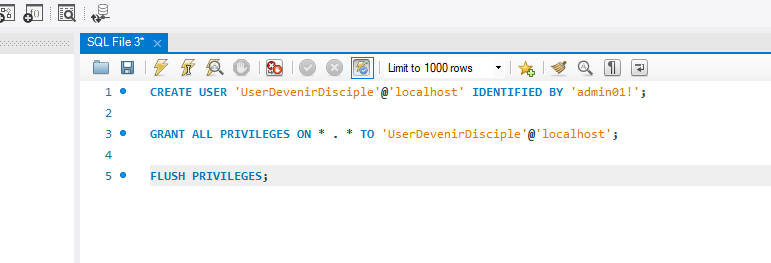 SQL File 3*
Limit to 1000 rows
1 CREATE USER 'UserDevenirDisciple'@'localhost' IDENTIFIED BY 'admin01!';
2
3 GRANT ALL PRIVILEGES ON * . * TO 'UserDevenirDisciple'@'localhost';
4
5 FLUSH PRIVILEGES;